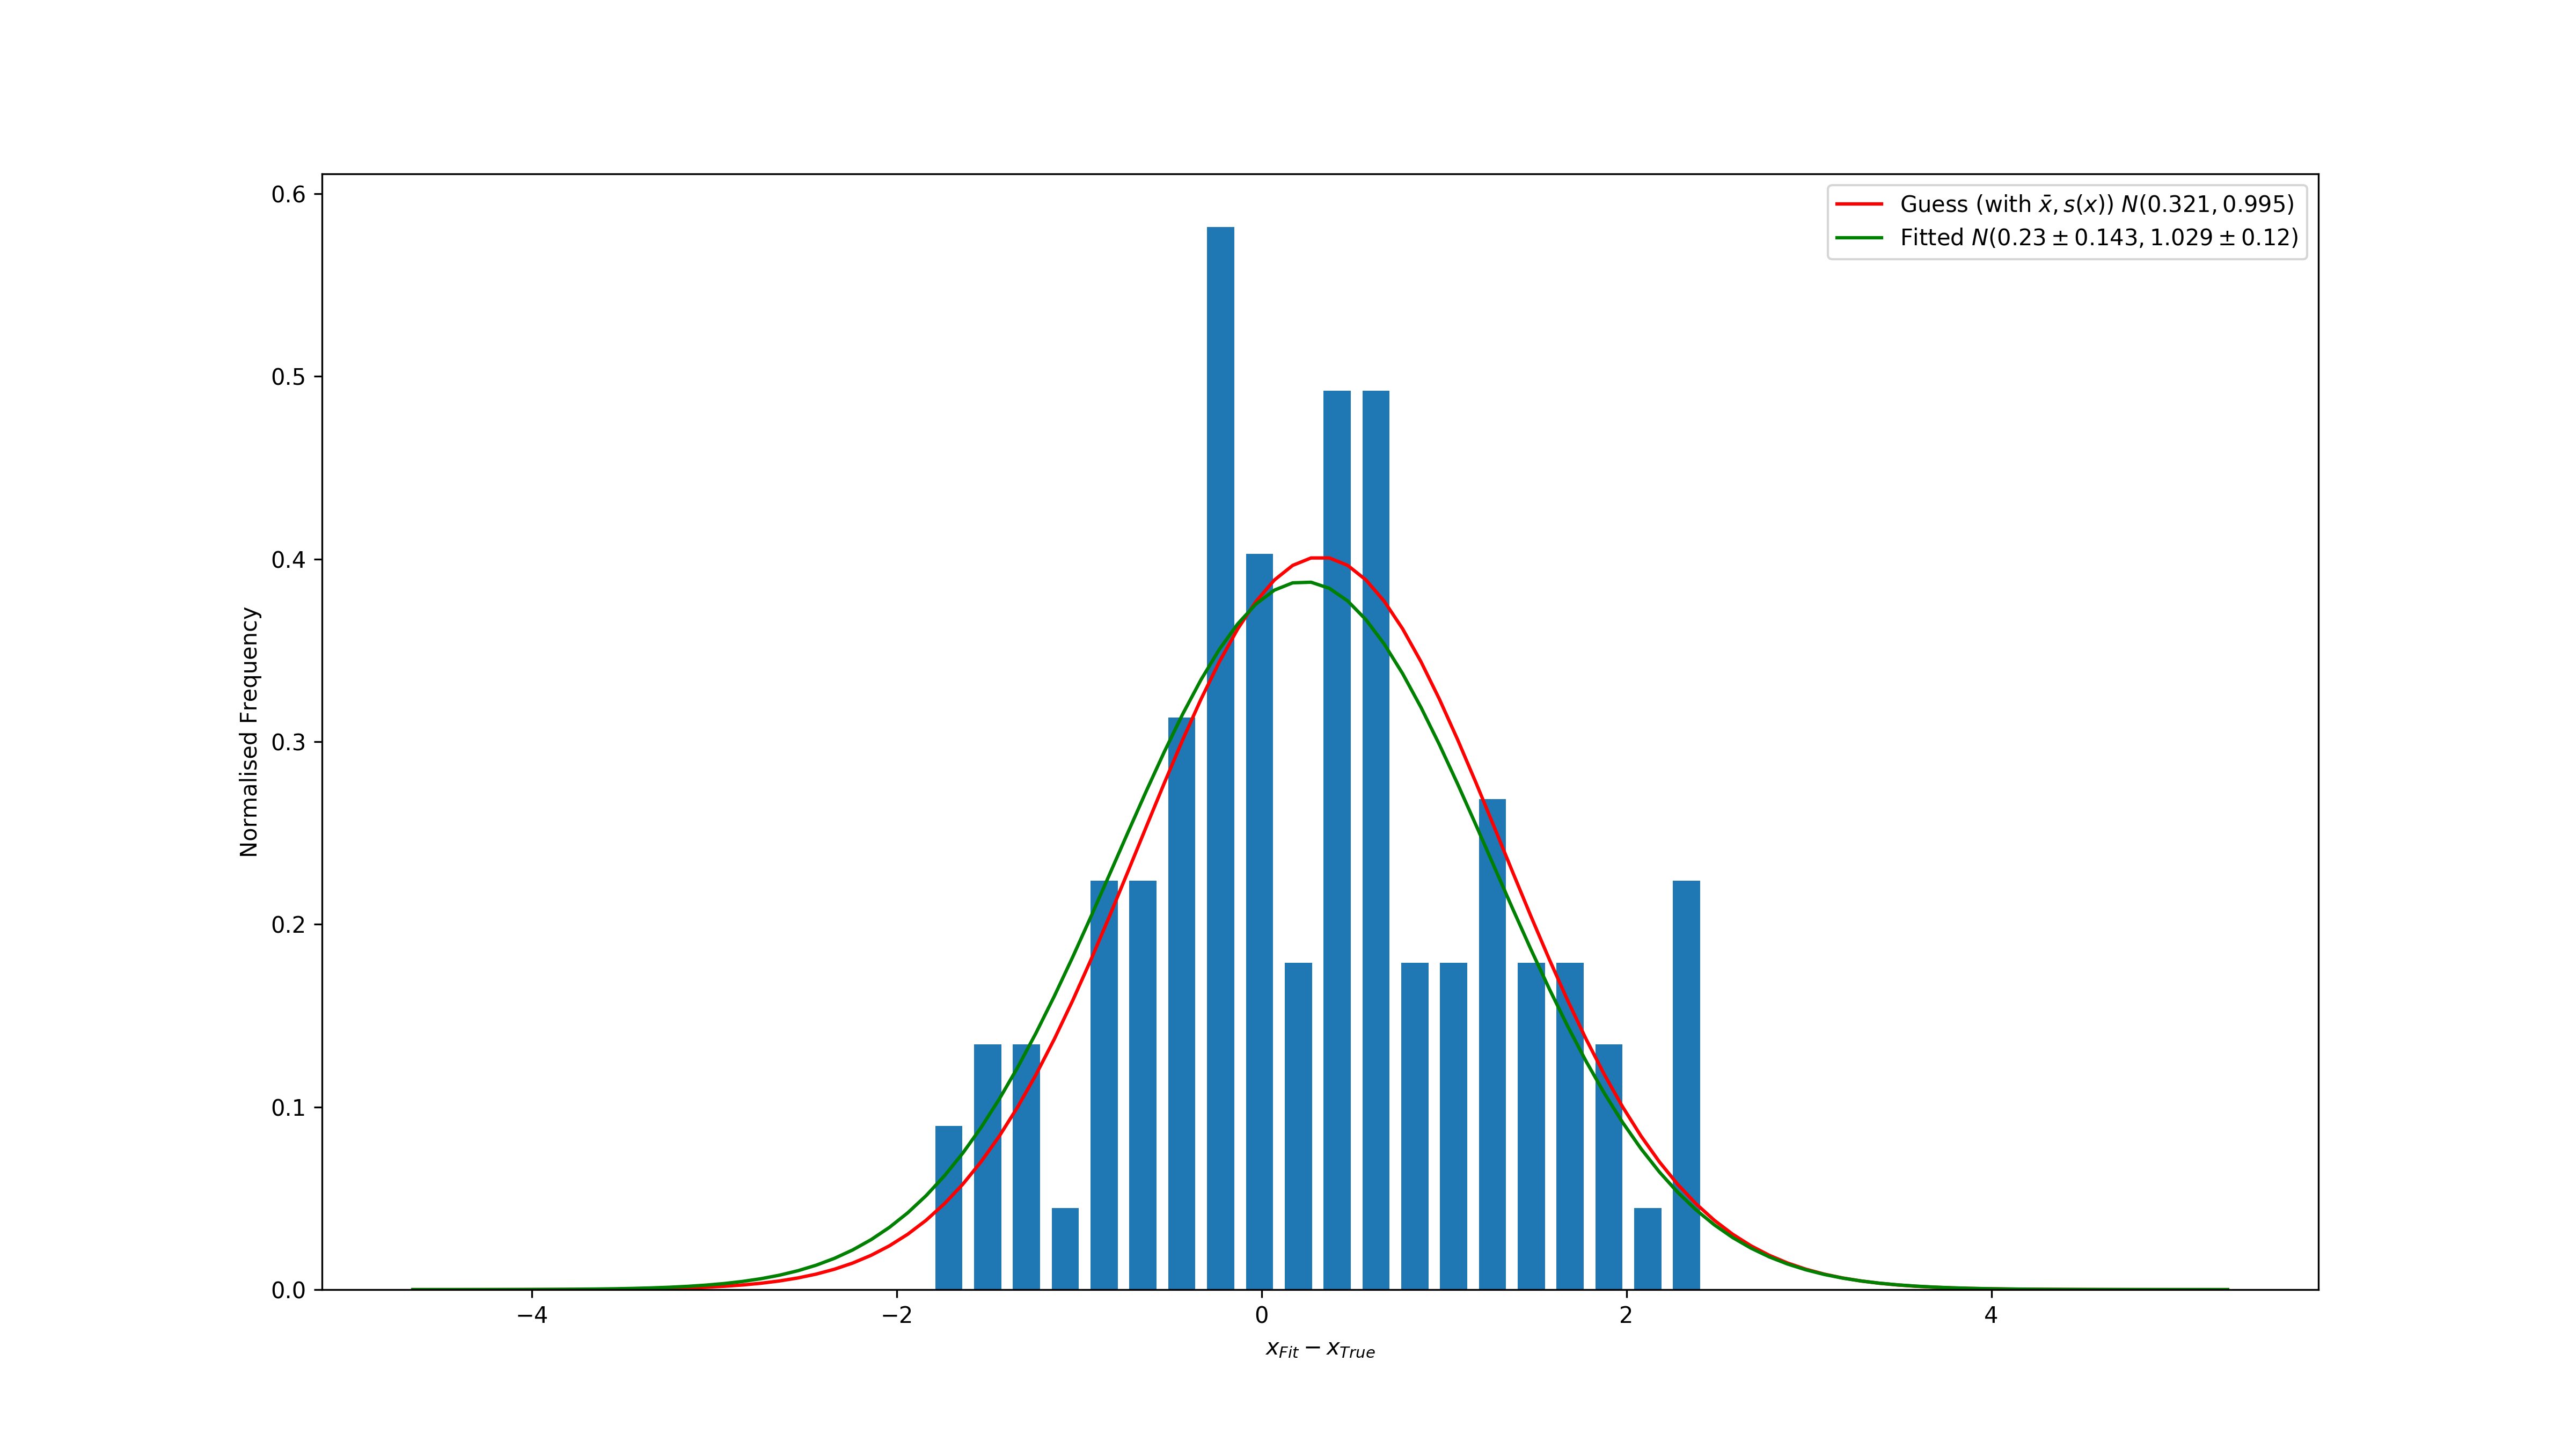 Guess (with x̄, s(x)) N(0.321, 0.995)
Fitted N(0.23 ± 0.143, 1.029 ± 0.12)
0.6
0.5
0.4
0.3
0.2
0.1
0.0
Normalised Frequency
−4 −2 0 2 4
x_Fit − x_True